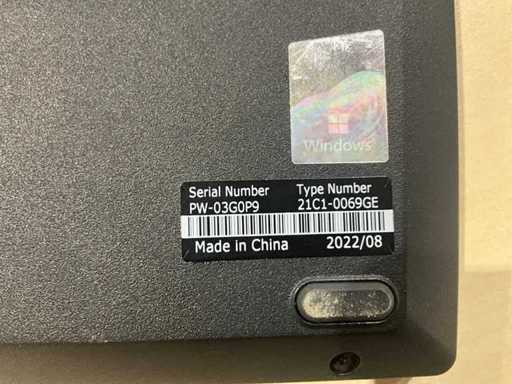 Windows
Serial Number Type Number
PW-03G0P9 21C1-0069GE
Made in China 2022/08